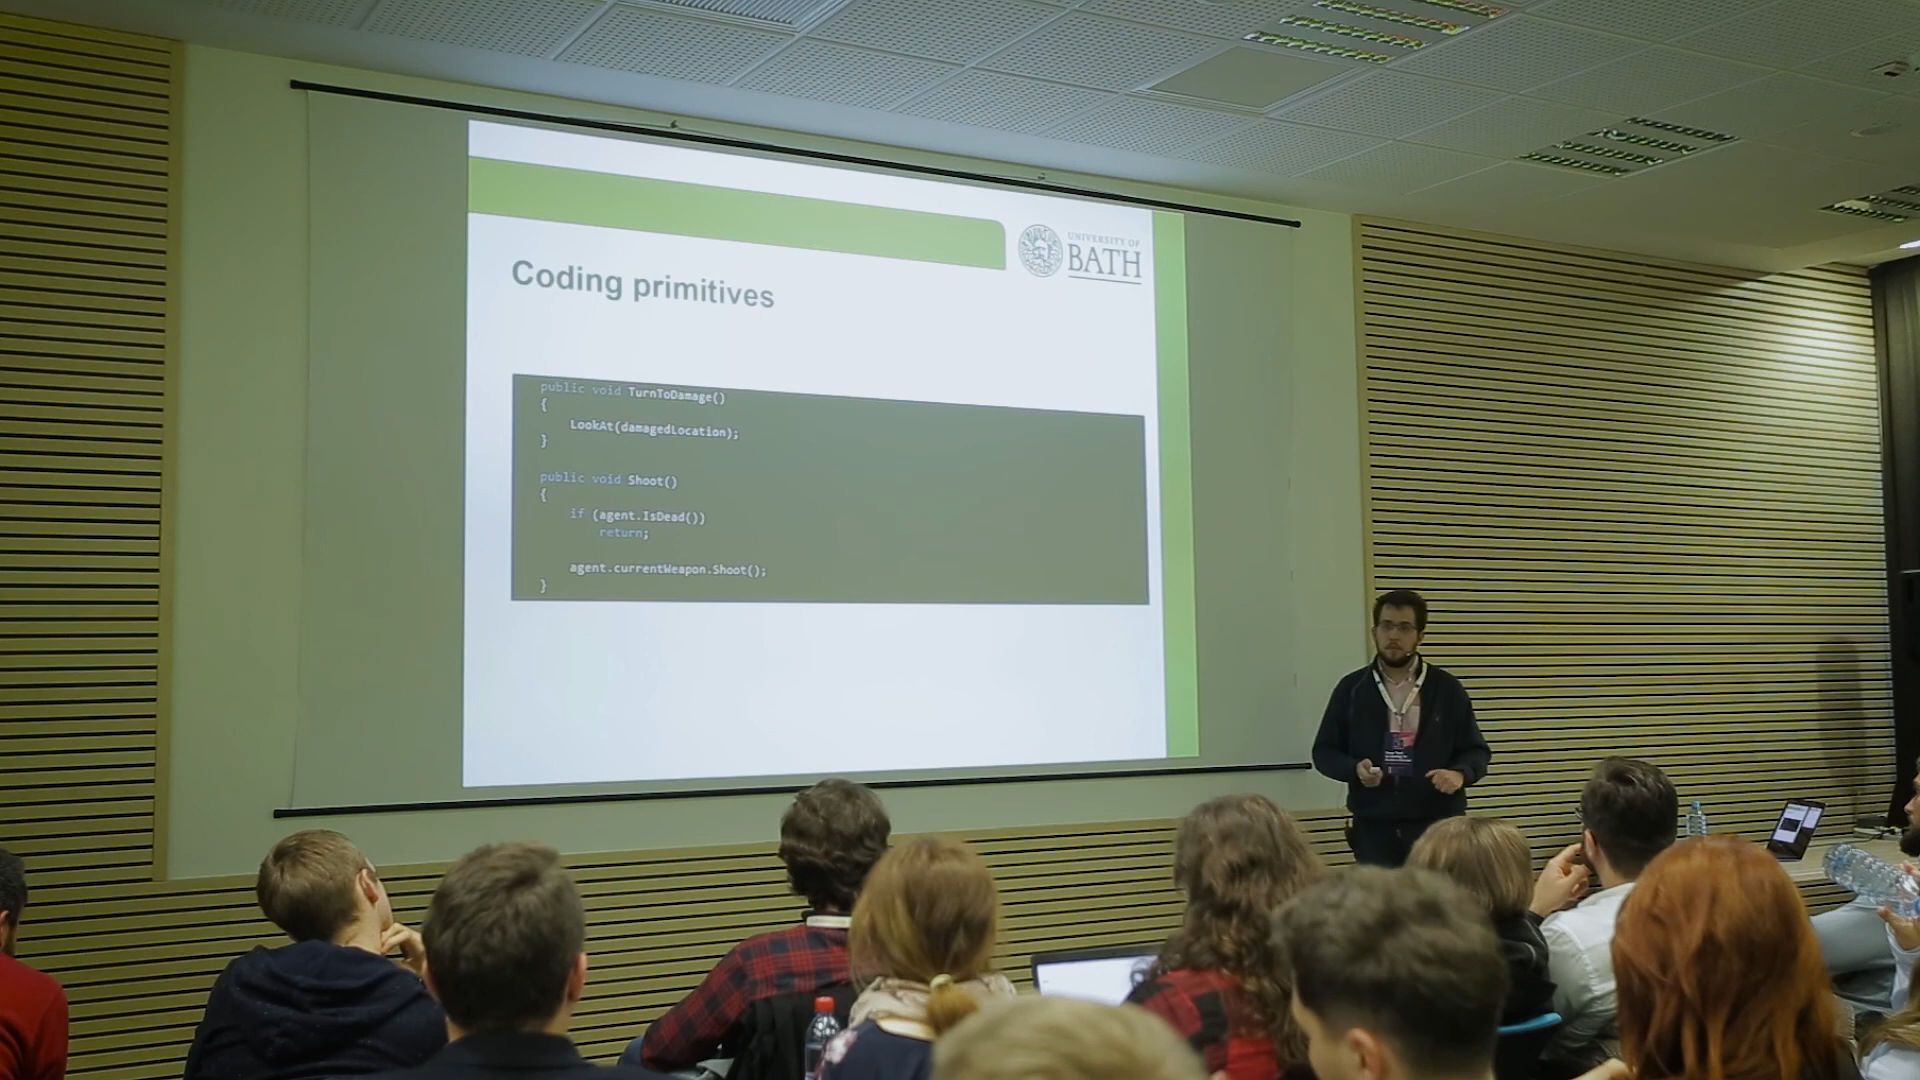 UNIVERSITY OF
BATH
Coding primitives
public void TurnToDamage()
{
LookAt(damagedLocation);
}
public void Shoot()
{
if (agent.IsDead())
return;
agent.currentWeapon.Shoot();
}